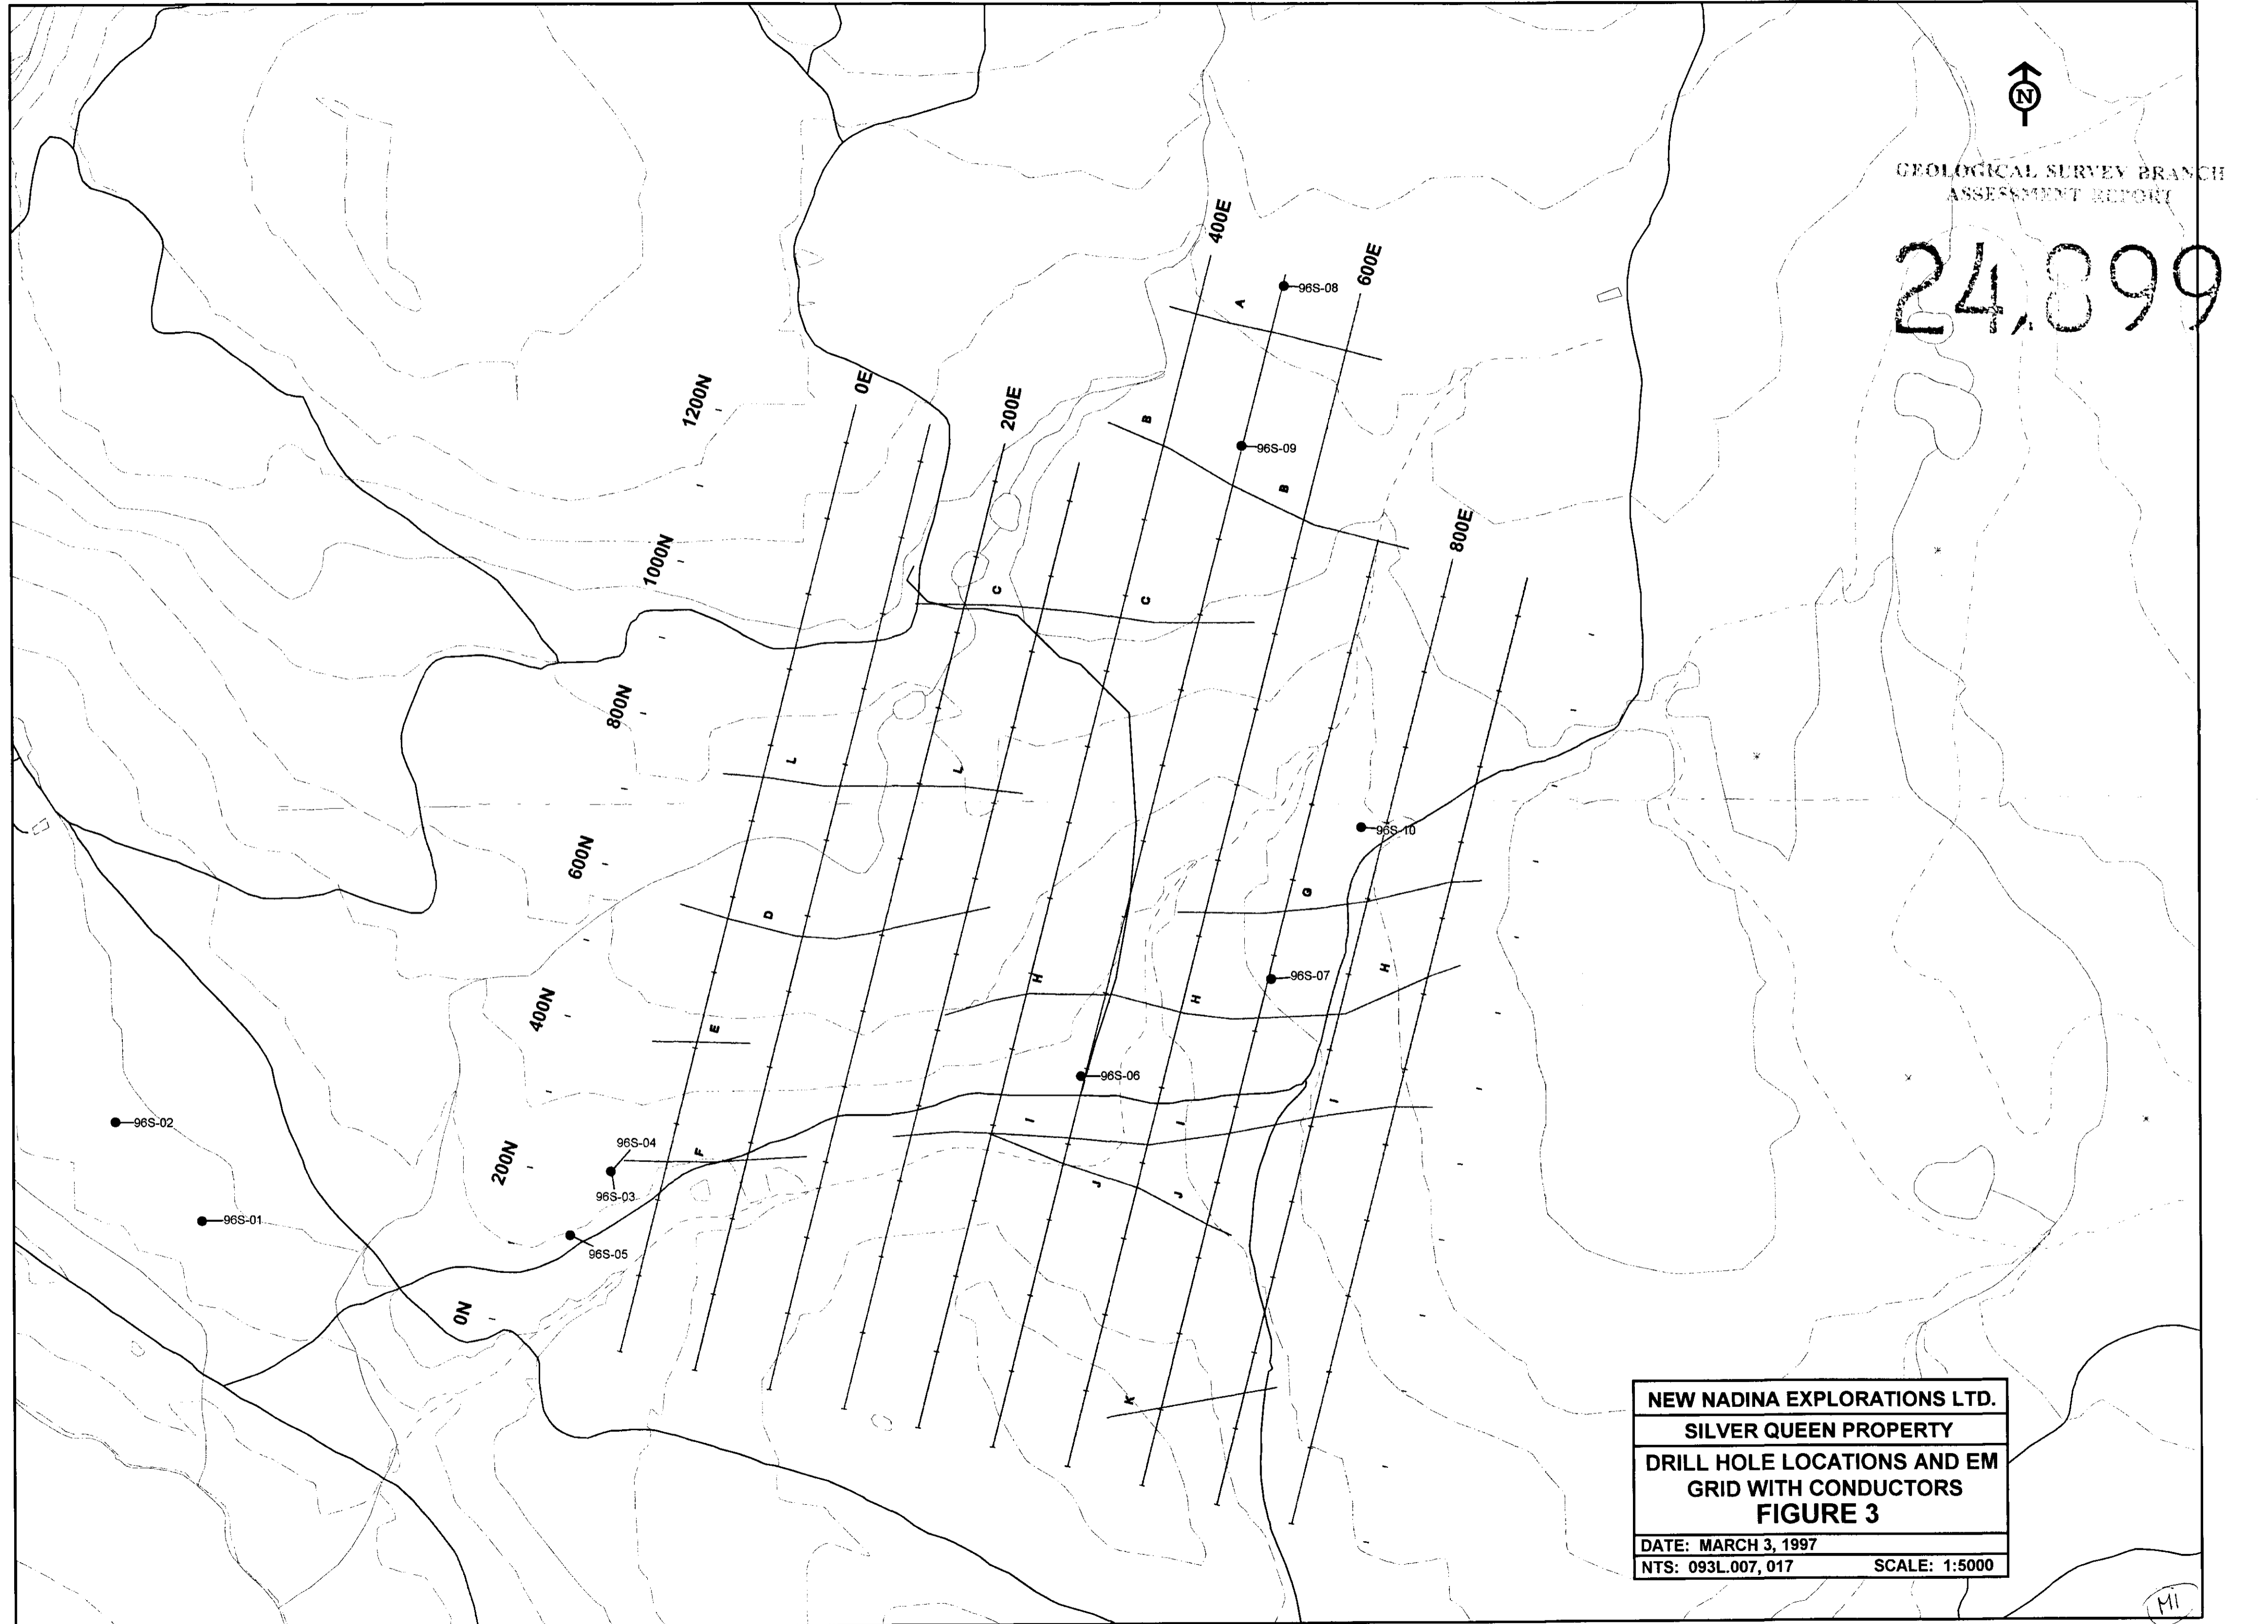 N
GEOLOGICAL SURVEY BRANCH
ASSESSMENT REPORT
24,899
400E
600E
96S-08
A
0E
200E
1200N
B
96S-09
B
800E
1000N
C
C
800N
L
L
96S-10
600N
G
D
H
H
96S-07
H
400N
E
96S-06
96S-02
I
I
I
96S-04
F
200N
96S-03
J
J
96S-01
96S-05
0N
K
NEW NADINA EXPLORATIONS LTD.
SILVER QUEEN PROPERTY
DRILL HOLE LOCATIONS AND EM
GRID WITH CONDUCTORS
FIGURE 3
DATE: MARCH 3, 1997
NTS: 093L.007, 017 SCALE: 1:5000